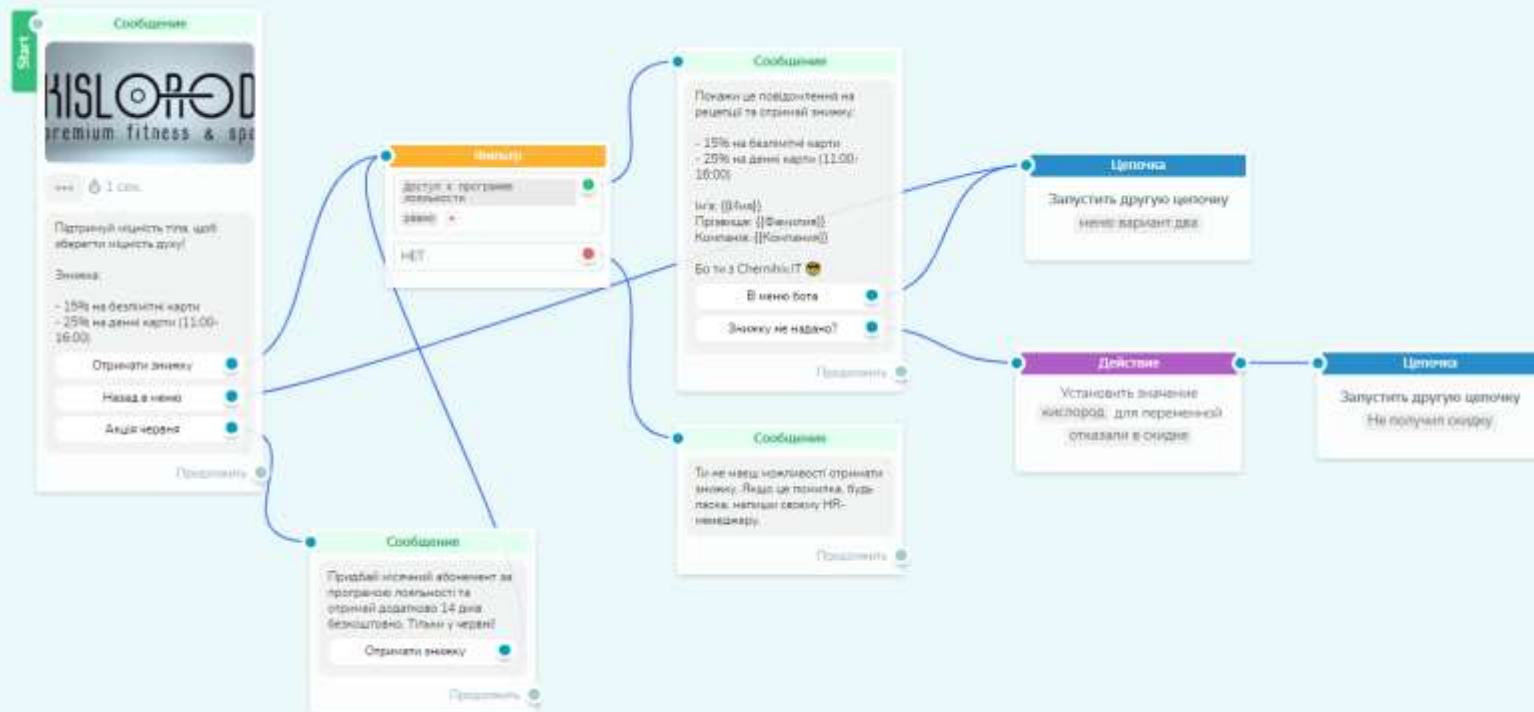 Start
Сообщение
KISLOROD
premium fitness & spa
1 сек.
Підтримуй міцність тіла, щоб
зберегти міцність духу!
Знижка:
- 15% на безлімітні карти
- 25% на денні карти (11:00-
16:00)
Отримати знижку
Назад в меню
Акція червня
Продолжить
Сообщение
Придбай місячний абонемент за
програмою лояльності та
отримай додатково 14 днів
безкоштовно. Тільки у червні!
Отримати знижку
Продолжить
Фильтр
доступ к программе
лояльности
равно +
НЕТ
Сообщение
Покажи це повідомлення на
рецепції та отримай знижку:
- 15% на безлімітні карти
- 25% на денні карти (11:00-
16:00)
Ім'я: {{Имя}}
Прізвище: {{Фамилия}}
Компанія: {{Компания}}
Бо ти з Chernihiv.IT 😎
В меню бота
Знижку не надано?
Продолжить
Сообщение
Ти не маєш можливості отримати
знижку. Якщо це помилка, будь
ласка, напиши своєму HR-
менеджеру.
Продолжить
Цепочка
Запустить другую цепочку
меню вариант два
Действие
Установить значение
кислород для переменной
отказали в скидке
Цепочка
Запустить другую цепочку
Не получил скидку